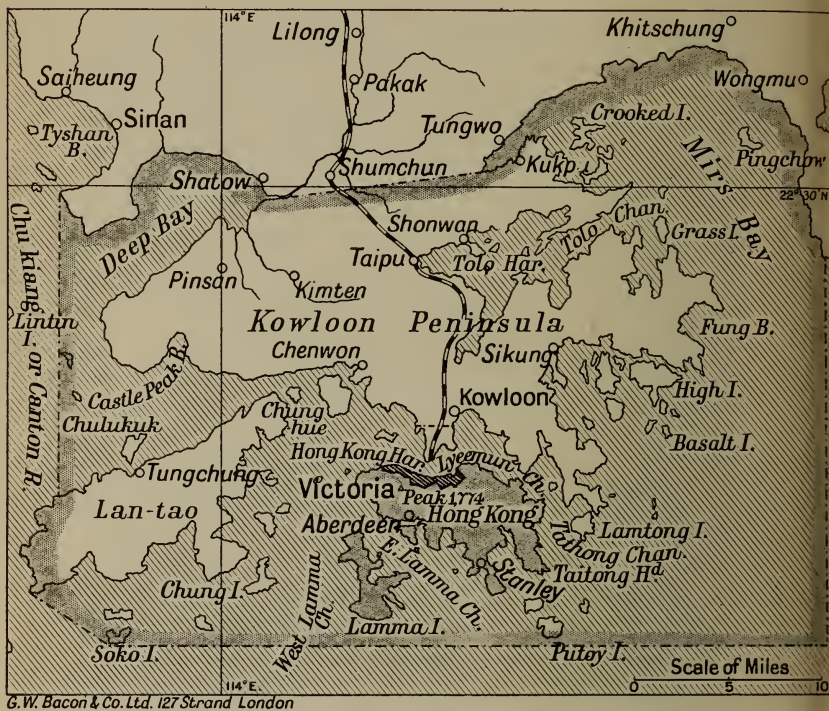 114°E
Lilong
Khitschung
Saiheung
Pakak
Wongmu
Sinan
Tyshan
B.
Tungwo
Crooked I.
Mirs Bay
Pingchow
Kukp
Shumchun
Shatow
22°30'N
Deep Bay
Shonwan
Tolo Chan.
Grass I.
Chu kiang or Canton R.
Pinsan
Kimten
Taipu
Tolo Har.
Lintin
I.
Kowloon Peninsula
Fung B.
Castle Peak B.
Chenwon
Sikung
High I.
Chulukuk
Chung
hue
Kowloon
Basalt I.
Hong Kong Har.
Lyeemun Ch.
Tungchung
Victoria
Peak 1,774
Lan-tao
Aberdeen
Hong Kong
Lamtong I.
Tathong Chan.
Taitong Hd
Chung I.
West Lamma
Ch.
E. Lamma Ch.
Stanley
Lamma I.
Soko I.
Putoy I.
Scale of Miles
0 5 10
114°E.
G.W. Bacon & Co. Ltd. 127 Strand London